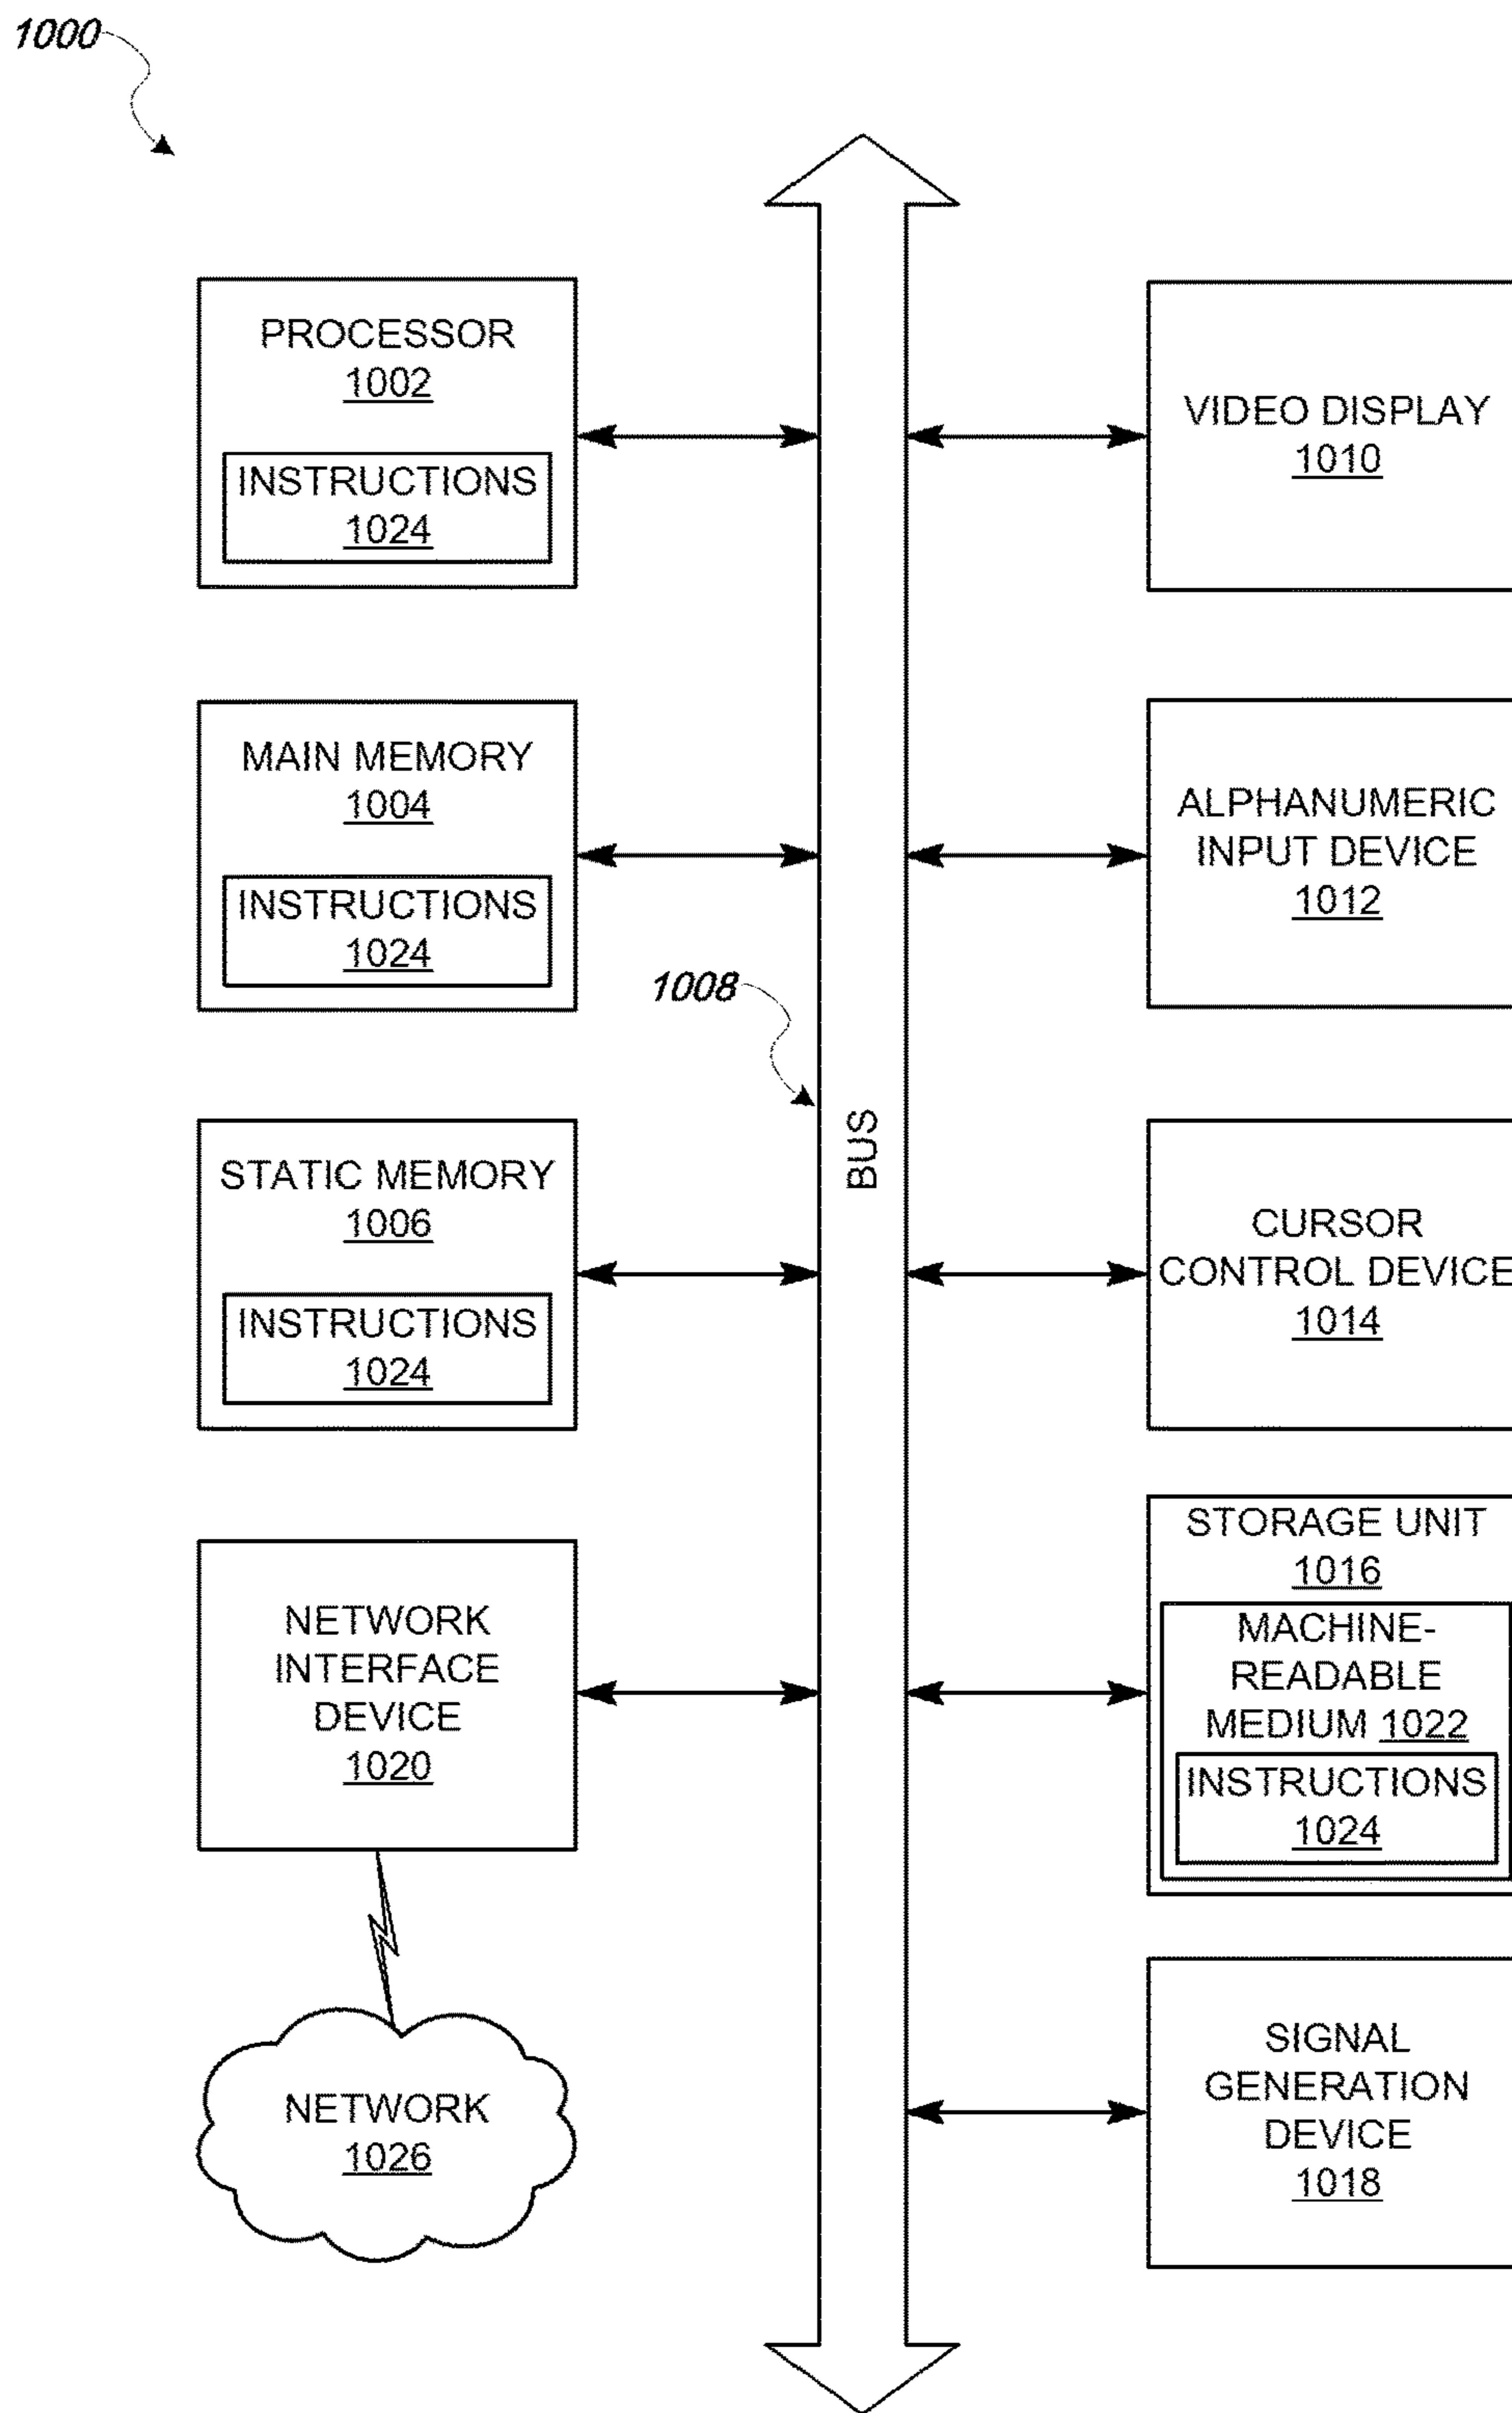 1000
PROCESSOR
1002
INSTRUCTIONS
1024
MAIN MEMORY
1004
INSTRUCTIONS
1024
1008
STATIC MEMORY
1006
INSTRUCTIONS
1024
NETWORK
INTERFACE
DEVICE
1020
NETWORK
1026
BUS
VIDEO DISPLAY
1010
ALPHANUMERIC
INPUT DEVICE
1012
CURSOR
CONTROL DEVICE
1014
STORAGE UNIT
1016
MACHINE-
READABLE
MEDIUM 1022
INSTRUCTIONS
1024
SIGNAL
GENERATION
DEVICE
1018